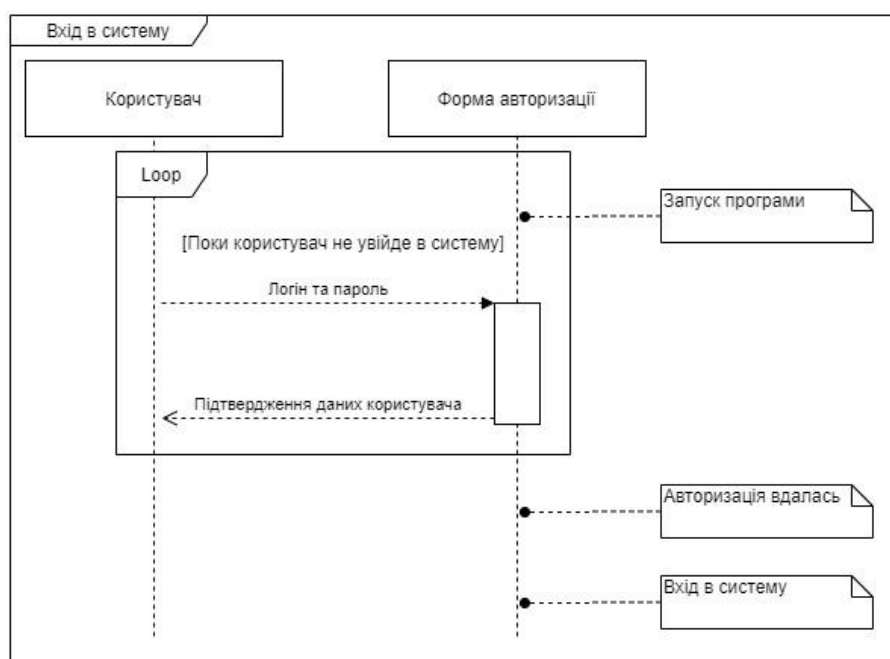 Вхід в систему
Користувач
Форма авторизації
Loop
Запуск програми
[Поки користувач не увійде в систему]
Логін та пароль
Підтвердження даних користувача
Авторизація вдалась
Вхід в систему